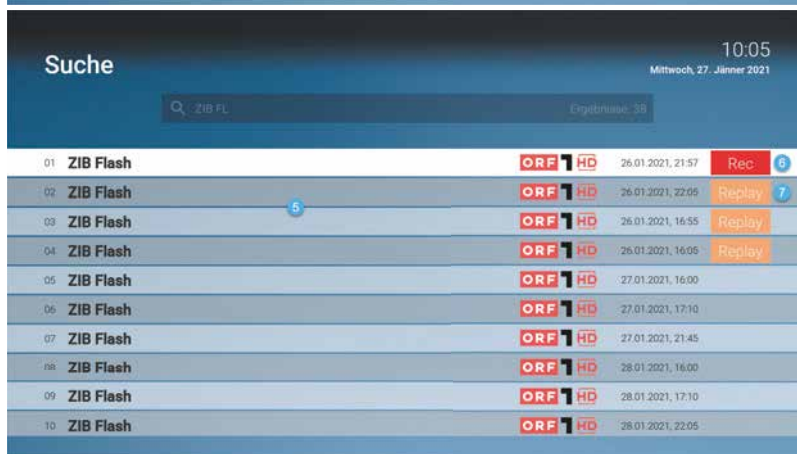 10:05
Suche
Mittwoch, 27. Jänner 2021
ZIB FL Ergebnisse: 38
01 ZIB Flash ORF 1 HD 26.01.2021, 21:57 Rec 6
02 ZIB Flash ORF 1 HD 26.01.2021, 22:05 Replay 7
5
03 ZIB Flash ORF 1 HD 26.01.2021, 16:55 Replay
04 ZIB Flash ORF 1 HD 26.01.2021, 16:05 Replay
05 ZIB Flash ORF 1 HD 27.01.2021, 16:00
06 ZIB Flash ORF 1 HD 27.01.2021, 17:10
07 ZIB Flash ORF 1 HD 27.01.2021, 21:45
08 ZIB Flash ORF 1 HD 28.01.2021, 16:00
09 ZIB Flash ORF 1 HD 28.01.2021, 17:10
10 ZIB Flash ORF 1 HD 28.01.2021, 22:05